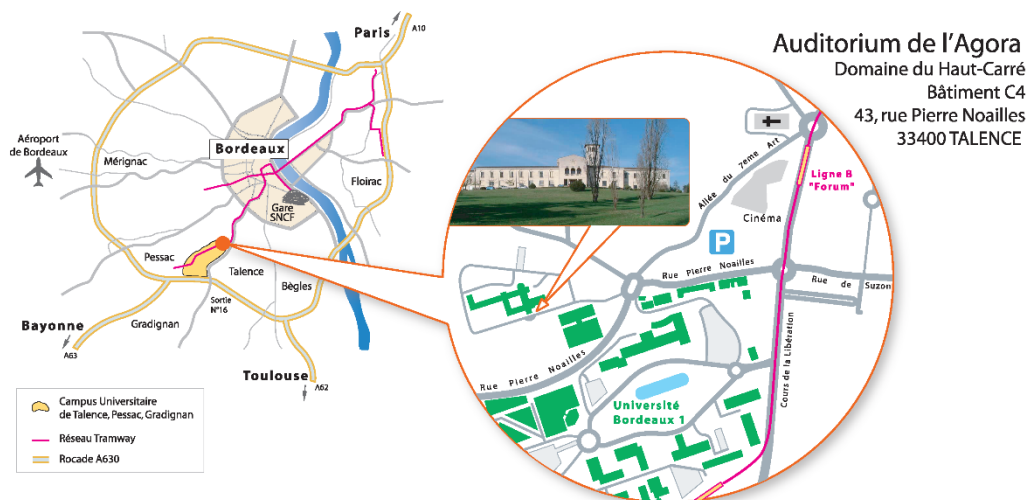 Paris
A10
Aéroport
de Bordeaux
Mérignac
Bordeaux
Floirac
Gare
SNCF
Pessac
Talence
Bègles
Sortie
N°16
Bayonne
Gradignan
A63
Toulouse
A62
Campus Universitaire
de Talence, Pessac, Gradignan
Réseau Tramway
Rocade A630
Auditorium de l'Agora
Domaine du Haut-Carré
Bâtiment C4
43, rue Pierre Noailles
33400 TALENCE
Allée du 7eme Art
Ligne B
"Forum"
Cinéma
P
Rue Pierre Noailles
Rue de Suzon
Cours de la Libération
Rue Pierre Noailles
Université
Bordeaux 1